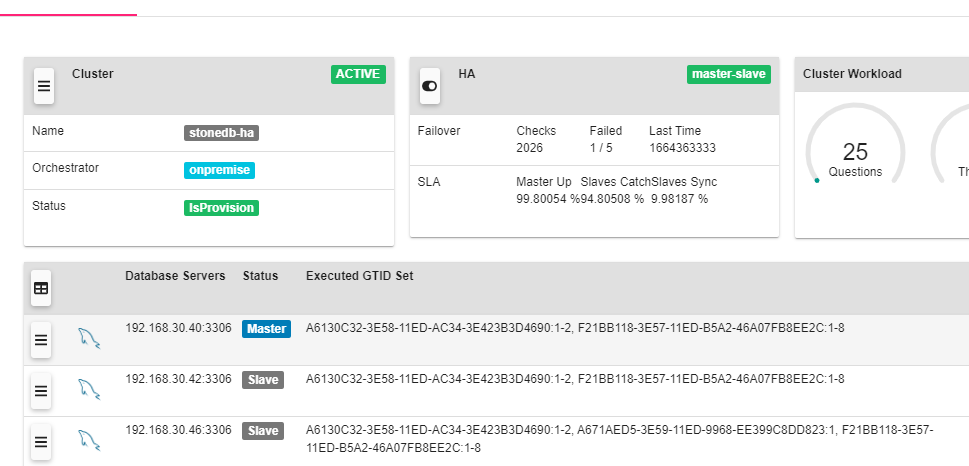 Cluster ACTIVE
Name stonedb-ha
Orchestrator onpremise
Status IsProvision
HA master-slave
Failover Checks Failed Last Time
2026 1 / 5 1664363333
SLA Master Up Slaves Catch Slaves Sync
99.80054 % 94.80508 % 9.98187 %
Cluster Workload
25
Questions
Th
Database Servers Status Executed GTID Set
192.168.30.40:3306 Master A6130C32-3E58-11ED-AC34-3E423B3D4690:1-2, F21BB118-3E57-11ED-B5A2-46A07FB8EE2C:1-8
192.168.30.42:3306 Slave A6130C32-3E58-11ED-AC34-3E423B3D4690:1-2, F21BB118-3E57-11ED-B5A2-46A07FB8EE2C:1-8
192.168.30.46:3306 Slave A6130C32-3E58-11ED-AC34-3E423B3D4690:1-2, A671AED5-3E59-11ED-9968-EE399C8DD823:1, F21BB118-3E57-
11ED-B5A2-46A07FB8EE2C:1-8